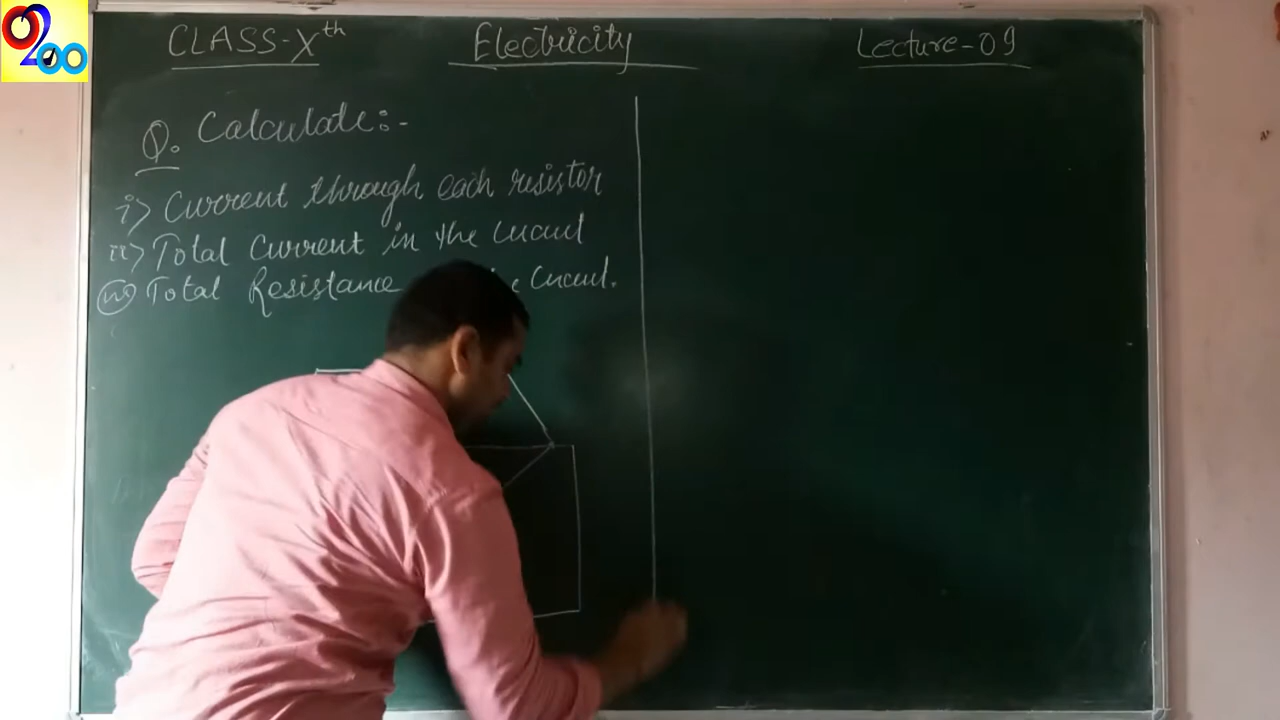 0200
CLASS-Xth Electricity Lecture-09
Q. Calculate:-
i) Current through each resistor
ii) Total Current in the Circuit
iii) Total Resistance Circuit.